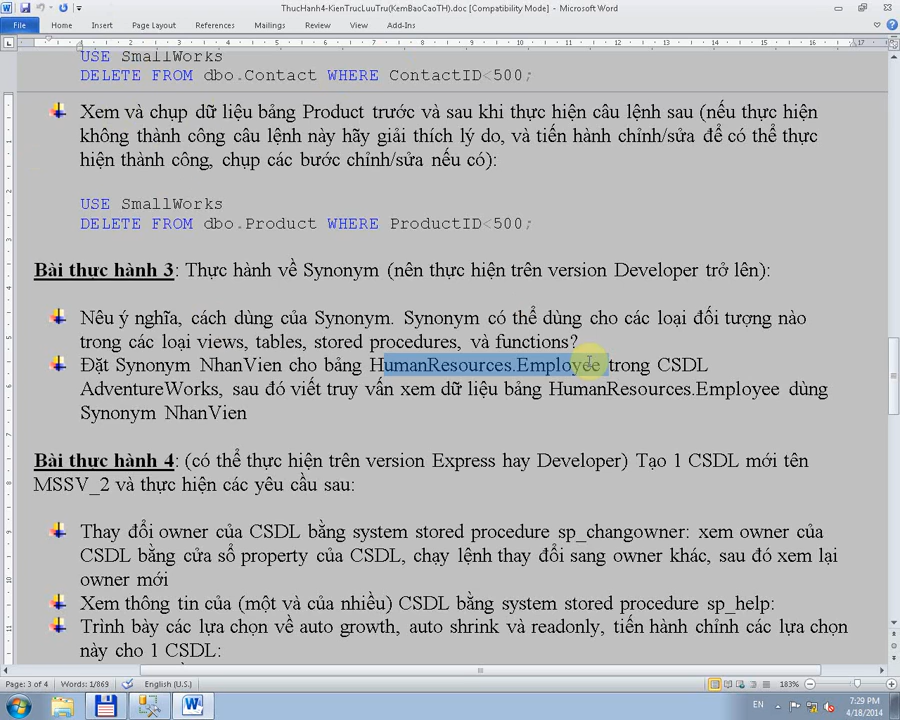 ThucHanh4-KienTrucLuuTru(KemBaoCaoTH).doc [Compatibility Mode] - Microsoft Word
File Home Insert Page Layout References Mailings Review View Add-Ins
USE SmallWorks
DELETE FROM dbo.Contact WHERE ContactID<500;
Xem và chụp dữ liệu bảng Product trước và sau khi thực hiện câu lệnh sau (nếu thực hiện
không thành công câu lệnh này hãy giải thích lý do, và tiến hành chỉnh/sửa để có thể thực
hiện thành công, chụp các bước chỉnh/sửa nếu có):
USE SmallWorks
DELETE FROM dbo.Product WHERE ProductID<500;
Bài thực hành 3: Thực hành về Synonym (nên thực hiện trên version Developer trở lên):
Nêu ý nghĩa, cách dùng của Synonym. Synonym có thể dùng cho các loại đối tượng nào
trong các loại views, tables, stored procedures, và functions?
Đặt Synonym NhanVien cho bảng HumanResources.Employee trong CSDL
AdventureWorks, sau đó viết truy vấn xem dữ liệu bảng HumanResources.Employee dùng
Synonym NhanVien
Bài thực hành 4: (có thể thực hiện trên version Express hay Developer) Tạo 1 CSDL mới tên
MSSV_2 và thực hiện các yêu cầu sau:
Thay đổi owner của CSDL bằng system stored procedure sp_changowner: xem owner của
CSDL bằng cửa sổ property của CSDL, chạy lệnh thay đổi sang owner khác, sau đó xem lại
owner mới
Xem thông tin của (một và của nhiều) CSDL bằng system stored procedure sp_help:
Trình bày các lựa chọn về auto growth, auto shrink và readonly, tiến hành chỉnh các lựa chọn
này cho 1 CSDL:
Page: 3 of 4 Words: 1/869 English (U.S.) 183%
EN 7:29 PM
4/18/2014